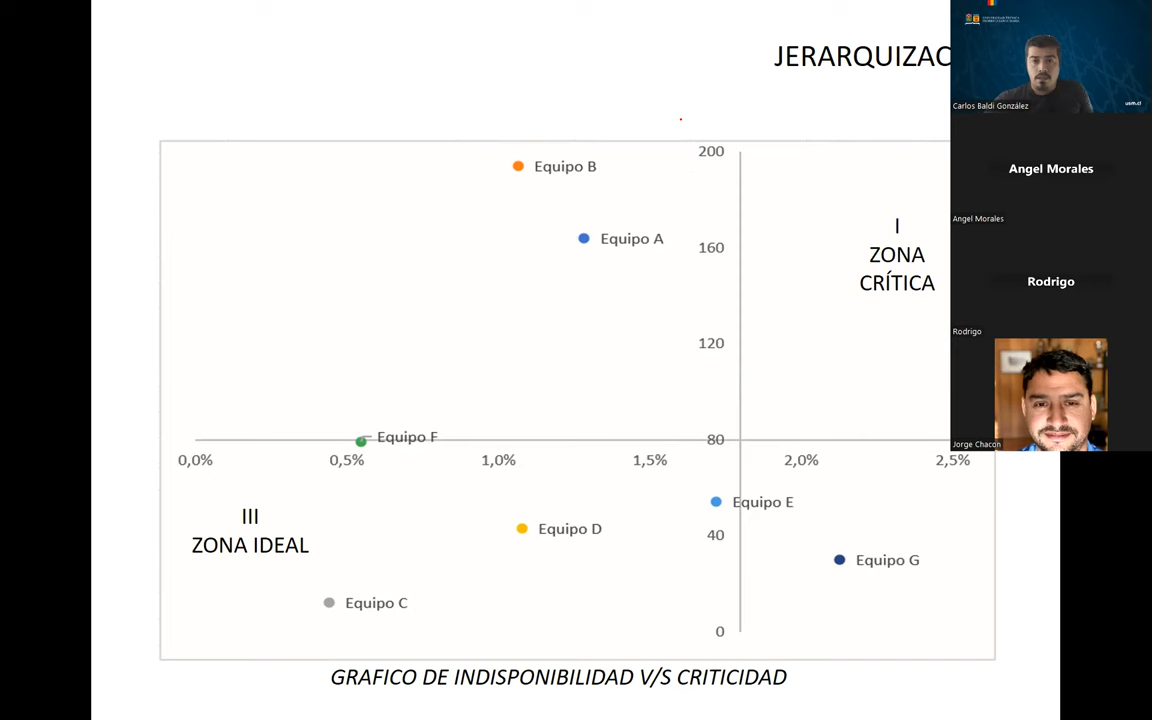 JERARQUIZAC
200
Equipo B
Equipo A
160
I
ZONA
CRÍTICA
120
Equipo F
80
0,0%
0,5%
1,0%
1,5%
2,0%
2,5%
Equipo E
III
ZONA IDEAL
Equipo D
40
Equipo G
Equipo C
0
GRAFICO DE INDISPONIBILIDAD V/S CRITICIDAD
usm.cl
Carlos Baldi González
Angel Morales
Angel Morales
Rodrigo
Rodrigo
Jorge Chacon